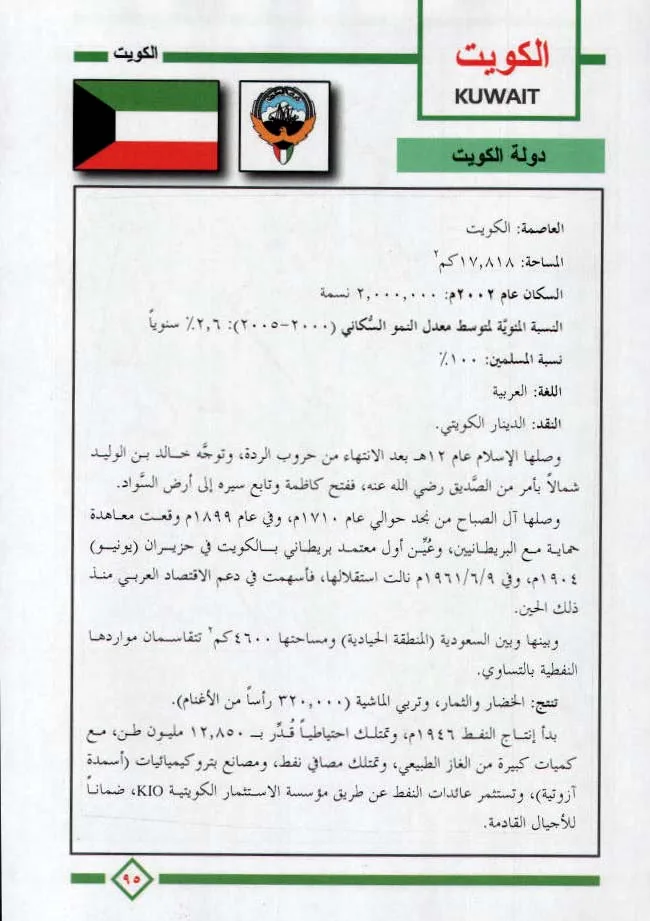 الكويت
الكويت
KUWAIT
دولة الكويت
العاصمة: الكويت
المساحة: ١٧,٨١٨كم٢
السكان عام ٢٠٠٢م: ٢,٠٠٠,٠٠٠ نسمة
النسبة المئويَّة لمتوسط معدل النمو السُّكاني (٢٠٠٠-٢٠٠٥): ٢,٦٪ سنوياً
نسبة المسلمين: ١٠٠٪
اللغة: العربية
النقد: الدينار الكويتي.
وصلها الإسلام عام ١٢هـ بعد الانتهاء من حروب الردة، وتوجَّه خالد بن الوليد
شمالاً بأمر من الصَّديق رضي الله عنه، ففتح كاظمة وتابع سيره إلى أرض السَّواد.
وصلها آل الصباح من نجد حوالي عام ١٧١٠م، وفي عام ١٨٩٩م وقعت معاهدة
حماية مع البريطانيين، وعُيِّن أول معتمد بريطاني بالكويت في حزيران (يونيو)
١٩٠٤م، وفي ١٩٦١/٦/٩م نالت استقلالها، فأسهمت في دعم الاقتصاد العربي منذ
ذلك الحين.
وبينها وبين السعودية (المنطقة الحيادية) ومساحتها ٤٦٠٠كم٢ تتقاسمان مواردها
النفطية بالتساوي.
تنتج: الخضار والثمار، وتربي الماشية (٣٢٠,٠٠٠ رأساً من الأغنام).
بدأ إنتاج النفط ١٩٤٦م، وتمتلك احتياطياً قُدِّر بـ ١٢,٨٥٠ مليون طن، مع
كميات كبيرة من الغاز الطبيعي، وتمتلك مصافي نفط، ومصانع بتروكيميائيات (أسمدة
آزوتية)، وتستثمر عائدات النفط عن طريق مؤسسة الاستثمار الكويتية KIO، ضماناً
للأجيال القادمة.
٩٥